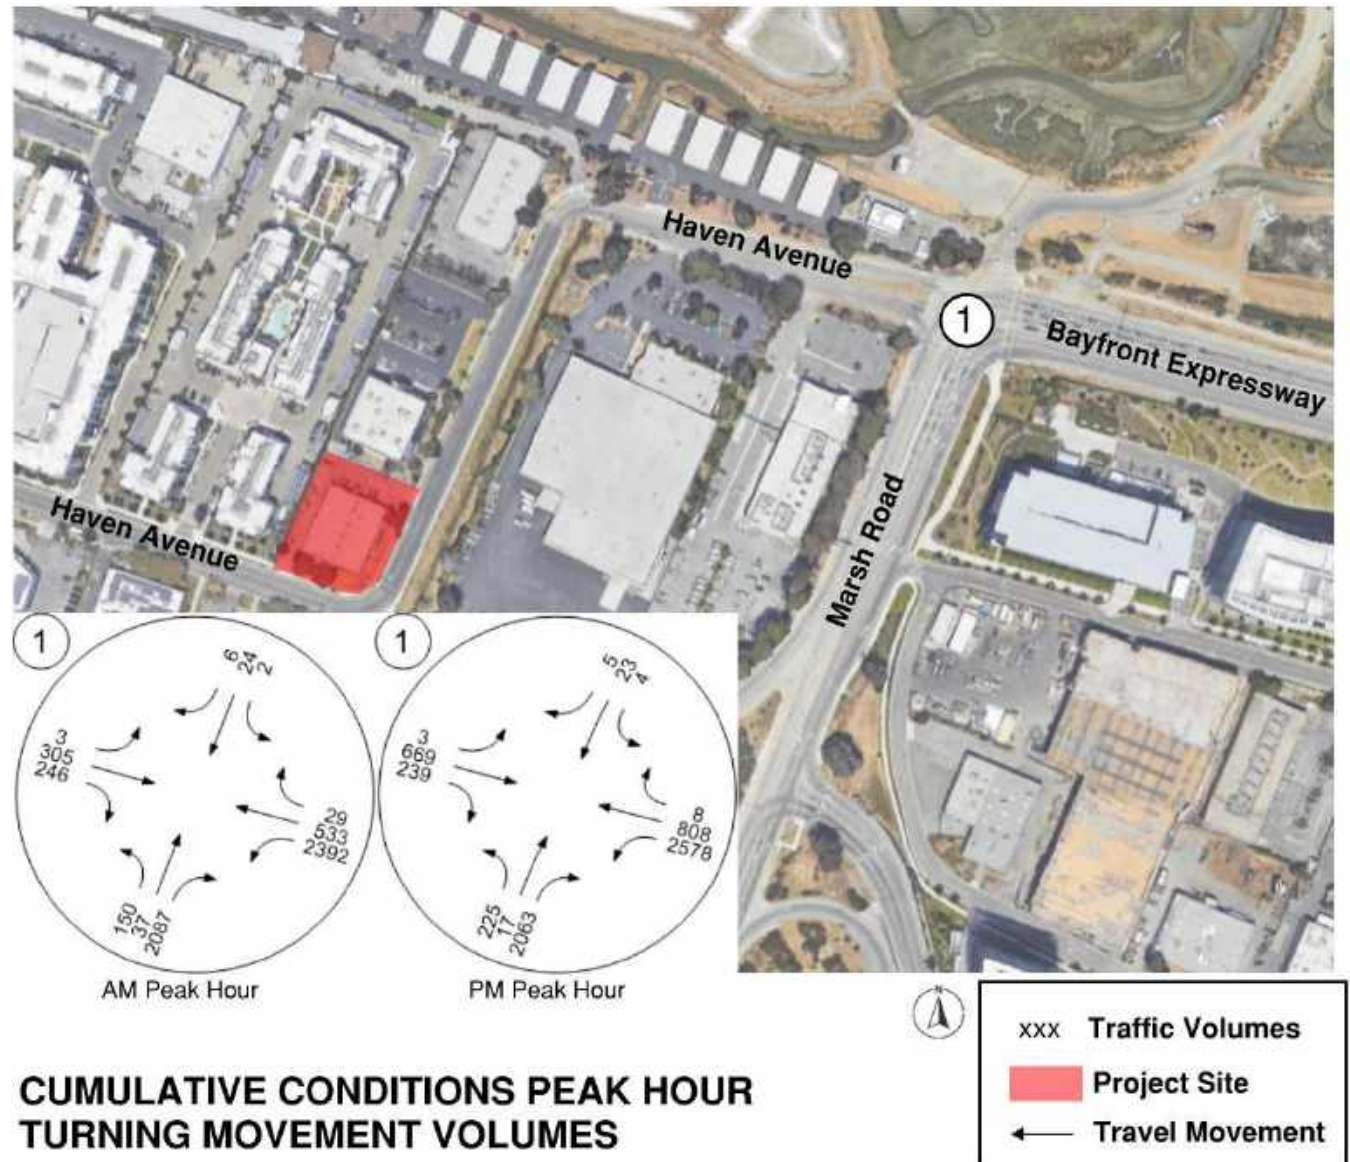 Haven Avenue
1
Bayfront Expressway
Marsh Road
Haven Avenue
1
6
24
2
3
305
246
29
533
2392
150
37
2087
AM Peak Hour
1
5
23
4
3
669
239
8
808
2578
225
17
2063
PM Peak Hour
N
xxx Traffic Volumes
Project Site
Travel Movement
CUMULATIVE CONDITIONS PEAK HOUR
TURNING MOVEMENT VOLUMES